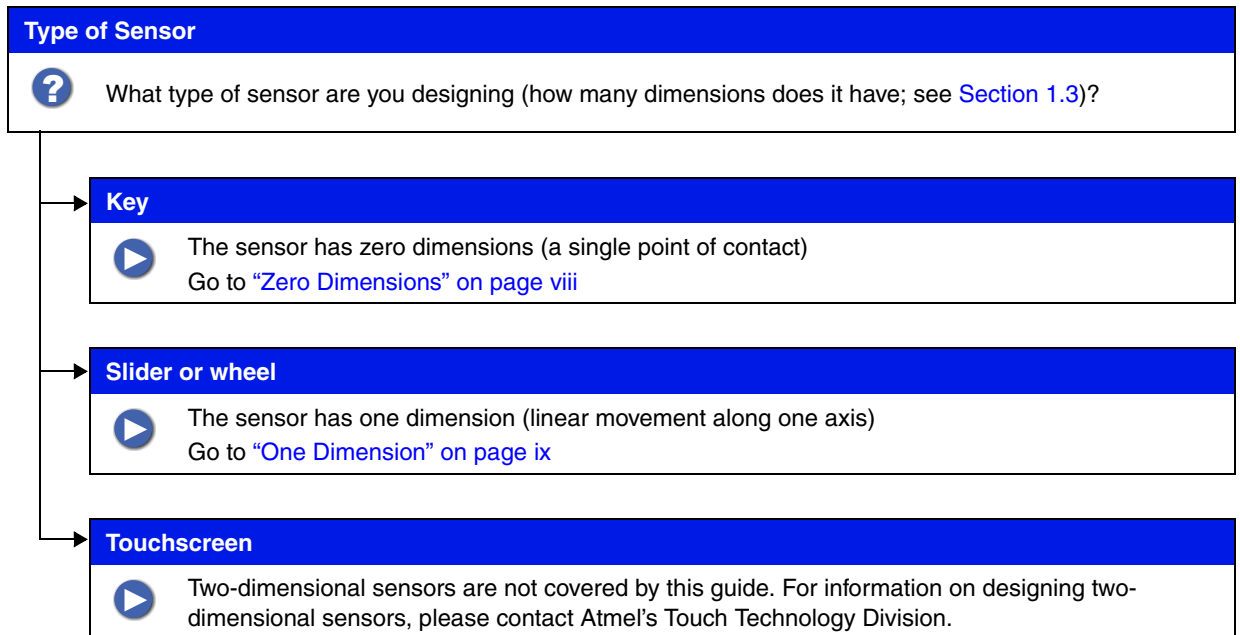 Type of Sensor
What type of sensor are you designing (how many dimensions does it have; see Section 1.3)?
Key
The sensor has zero dimensions (a single point of contact)
Go to “Zero Dimensions” on page viii
Slider or wheel
The sensor has one dimension (linear movement along one axis)
Go to “One Dimension” on page ix
Touchscreen
Two-dimensional sensors are not covered by this guide. For information on designing two-
dimensional sensors, please contact Atmel’s Touch Technology Division.